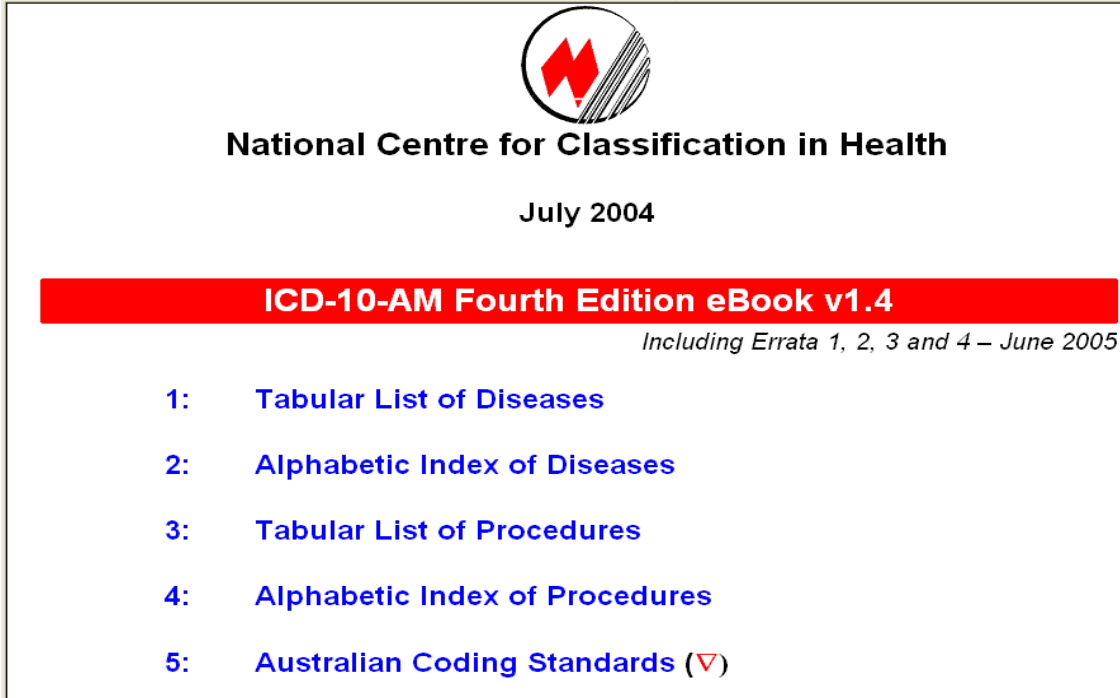 National Centre for Classification in Health
July 2004
ICD-10-AM Fourth Edition eBook v1.4
Including Errata 1, 2, 3 and 4 – June 2005
1: Tabular List of Diseases
2: Alphabetic Index of Diseases
3: Tabular List of Procedures
4: Alphabetic Index of Procedures
5: Australian Coding Standards (∇)